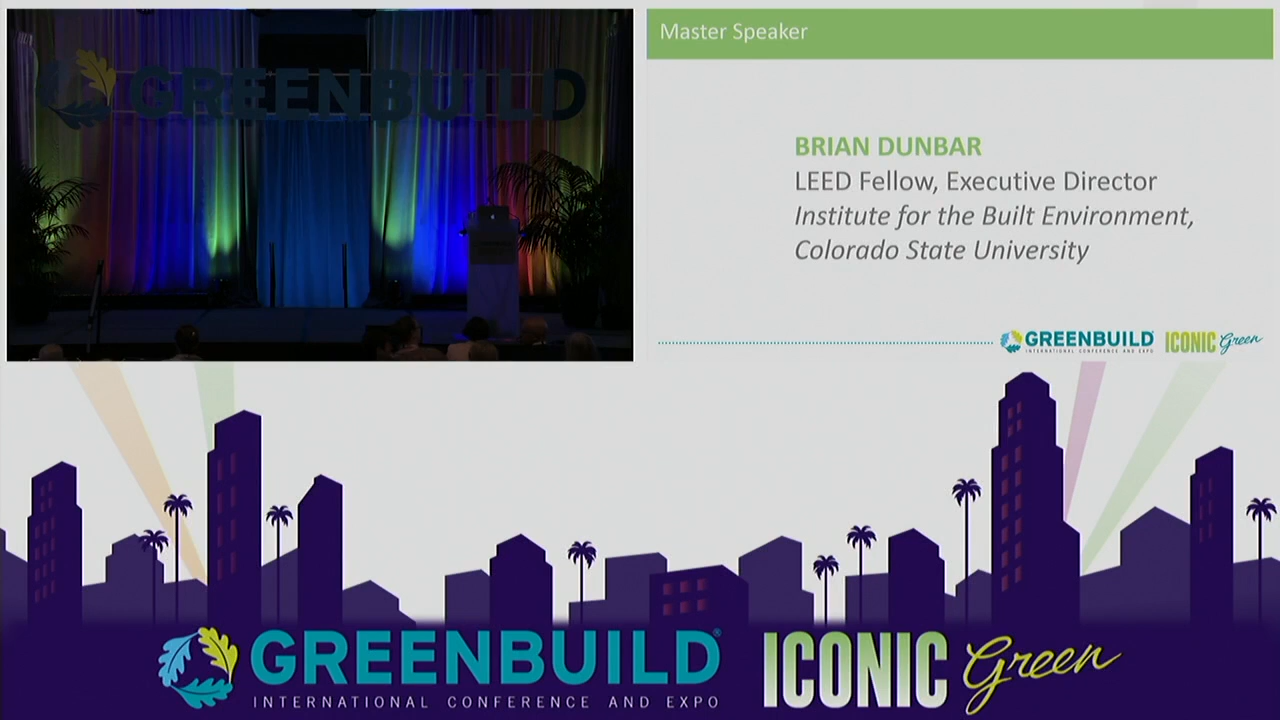 GREENBUILD
Master Speaker
BRIAN DUNBAR
LEED Fellow, Executive Director
Institute for the Built Environment,
Colorado State University
GREENBUILD
INTERNATIONAL CONFERENCE AND EXPO
ICONIC Green
GREENBUILD®
INTERNATIONAL CONFERENCE AND EXPO
ICONIC Green